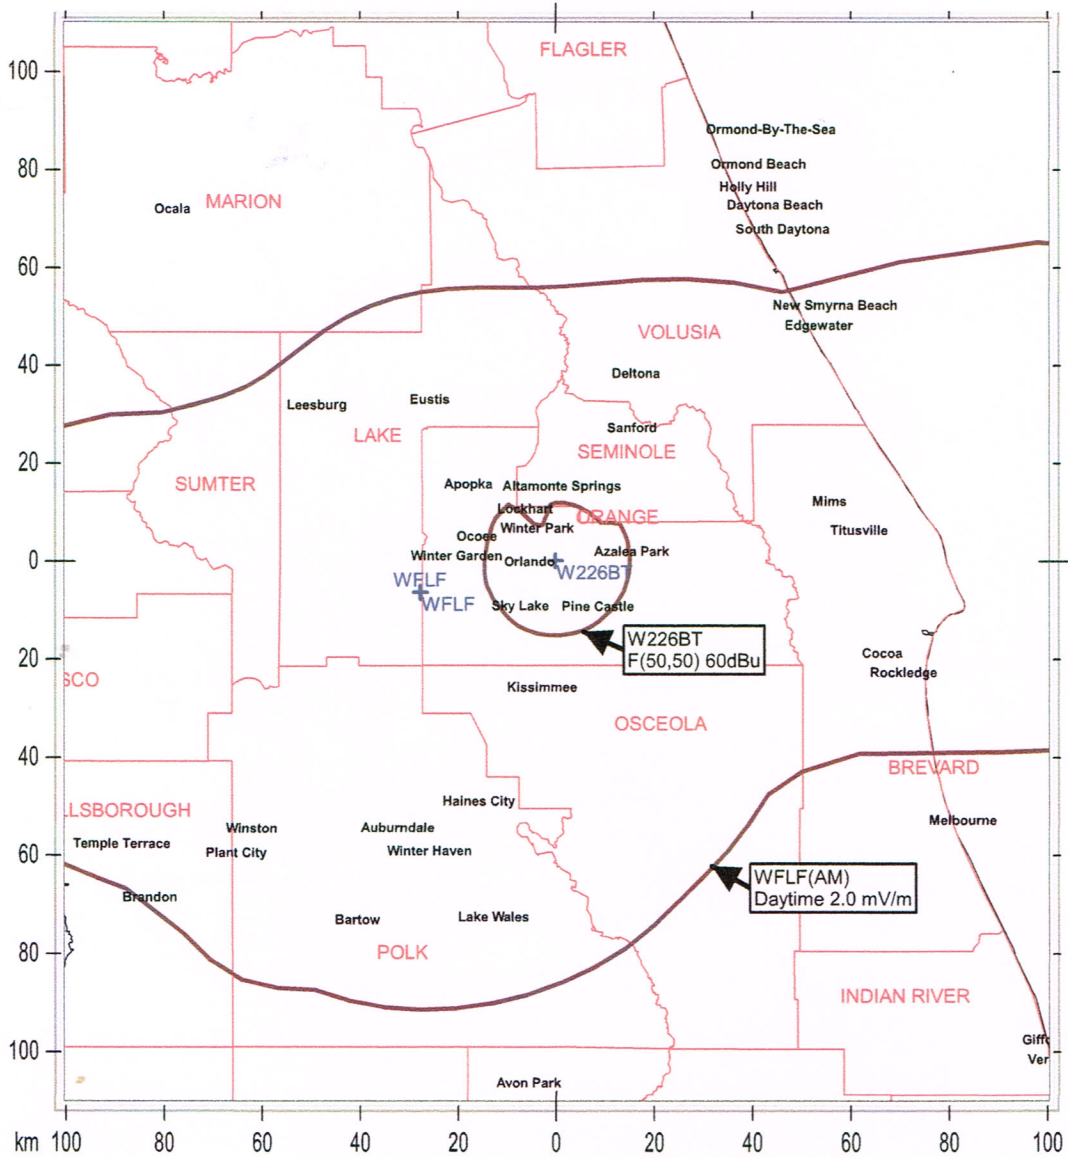 FLAGLER
100
Ormond-By-The-Sea
80
Ormond Beach
Holly Hill
MARION
Daytona Beach
Ocala
South Daytona
60
New Smyrna Beach
Edgewater
VOLUSIA
40
Deltona
Leesburg
Eustis
LAKE
Sanford
SEMINOLE
20
SUMTER
Apopka
Altamonte Springs
Mims
Lockhart
ORANGE
Winter Park
Titusville
Ocoee
Winter Garden
Azalea Park
0
Orlando
W226BT
WFLF
WFLF
Sky Lake
Pine Castle
W226BT
F(50,50) 60dBu
20
Cocoa
Rockledge
SCO
Kissimmee
OSCEOLA
40
BREVARD
Haines City
LLSBOROUGH
Melbourne
Winston
Auburndale
Temple Terrace
Plant City
Winter Haven
60
WFLF(AM)
Daytime 2.0 mV/m
Brandon
Bartow
Lake Wales
80
POLK
INDIAN RIVER
100
Giffo
Ver
Avon Park
km 100 80 60 40 20 0 20 40 60 80 100